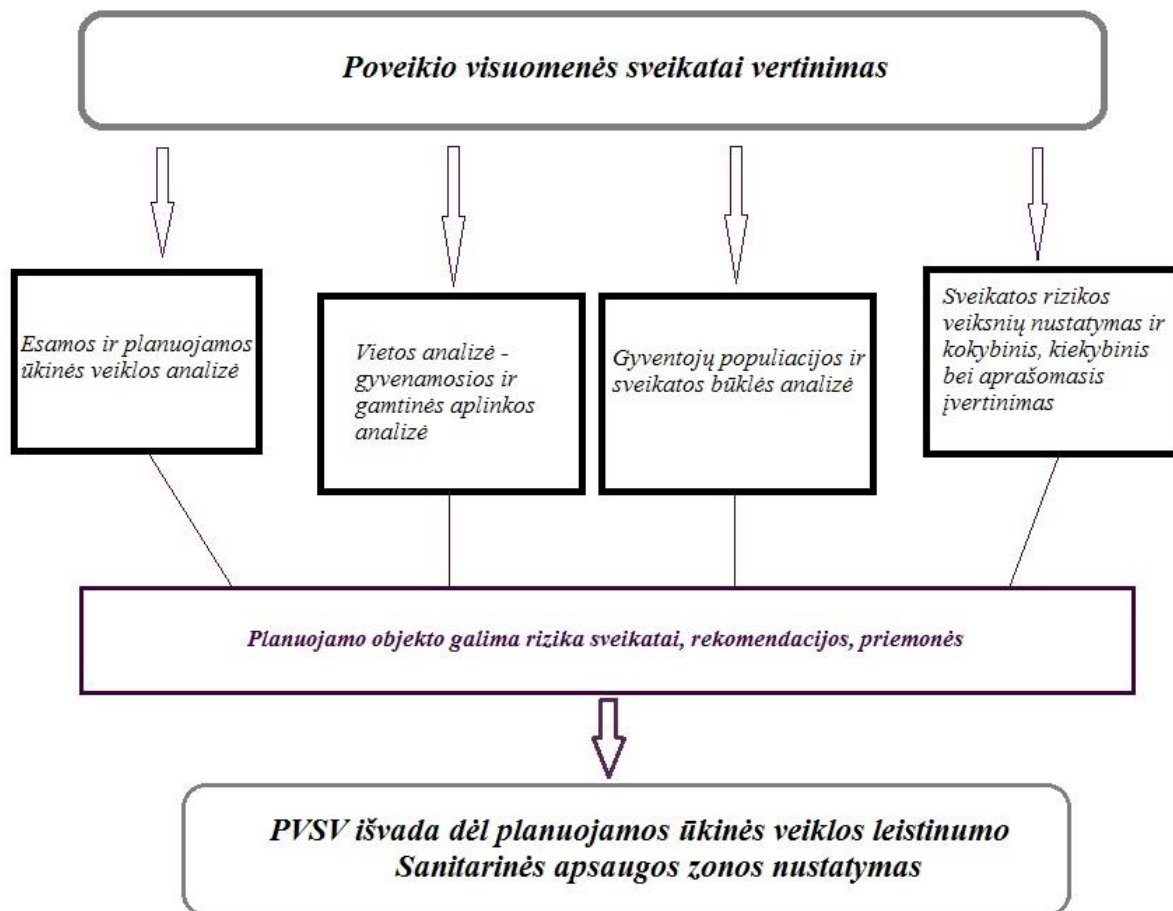 Poveikio visuomenės sveikatai vertinimas
Esamos ir planuojamos
ūkinės veiklos analizė
Vietos analizė -
gyvenamosios ir
gamtinės aplinkos
analizė
Gyventojų populiacijos ir
sveikatos būklės analizė
Sveikatos rizikos
veiksnių nustatymas ir
kokybinis, kiekybinis
bei aprašomasis
įvertinimas
Planuojamo objekto galima rizika sveikatai, rekomendacijos, priemonės
PVSV išvada dėl planuojamos ūkinės veiklos leistinumo
Sanitarinės apsaugos zonos nustatymas